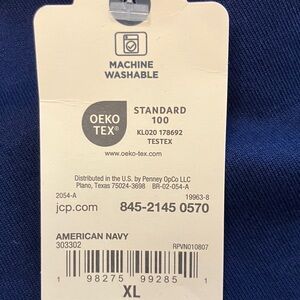 MACHINE
WASHABLE
OEKO
TEX®
STANDARD
100
KL020 178692
TESTEX
www.oeko-tex.com
Distributed in the U.S. by Penney OpCo LLC
Plano, Texas 75024-3698 BR-02-054-A
2054-A 19963-8
jcp.com 845-2145 0570
AMERICAN NAVY
303302 RPVN010807
1 98275 99285 1
XL